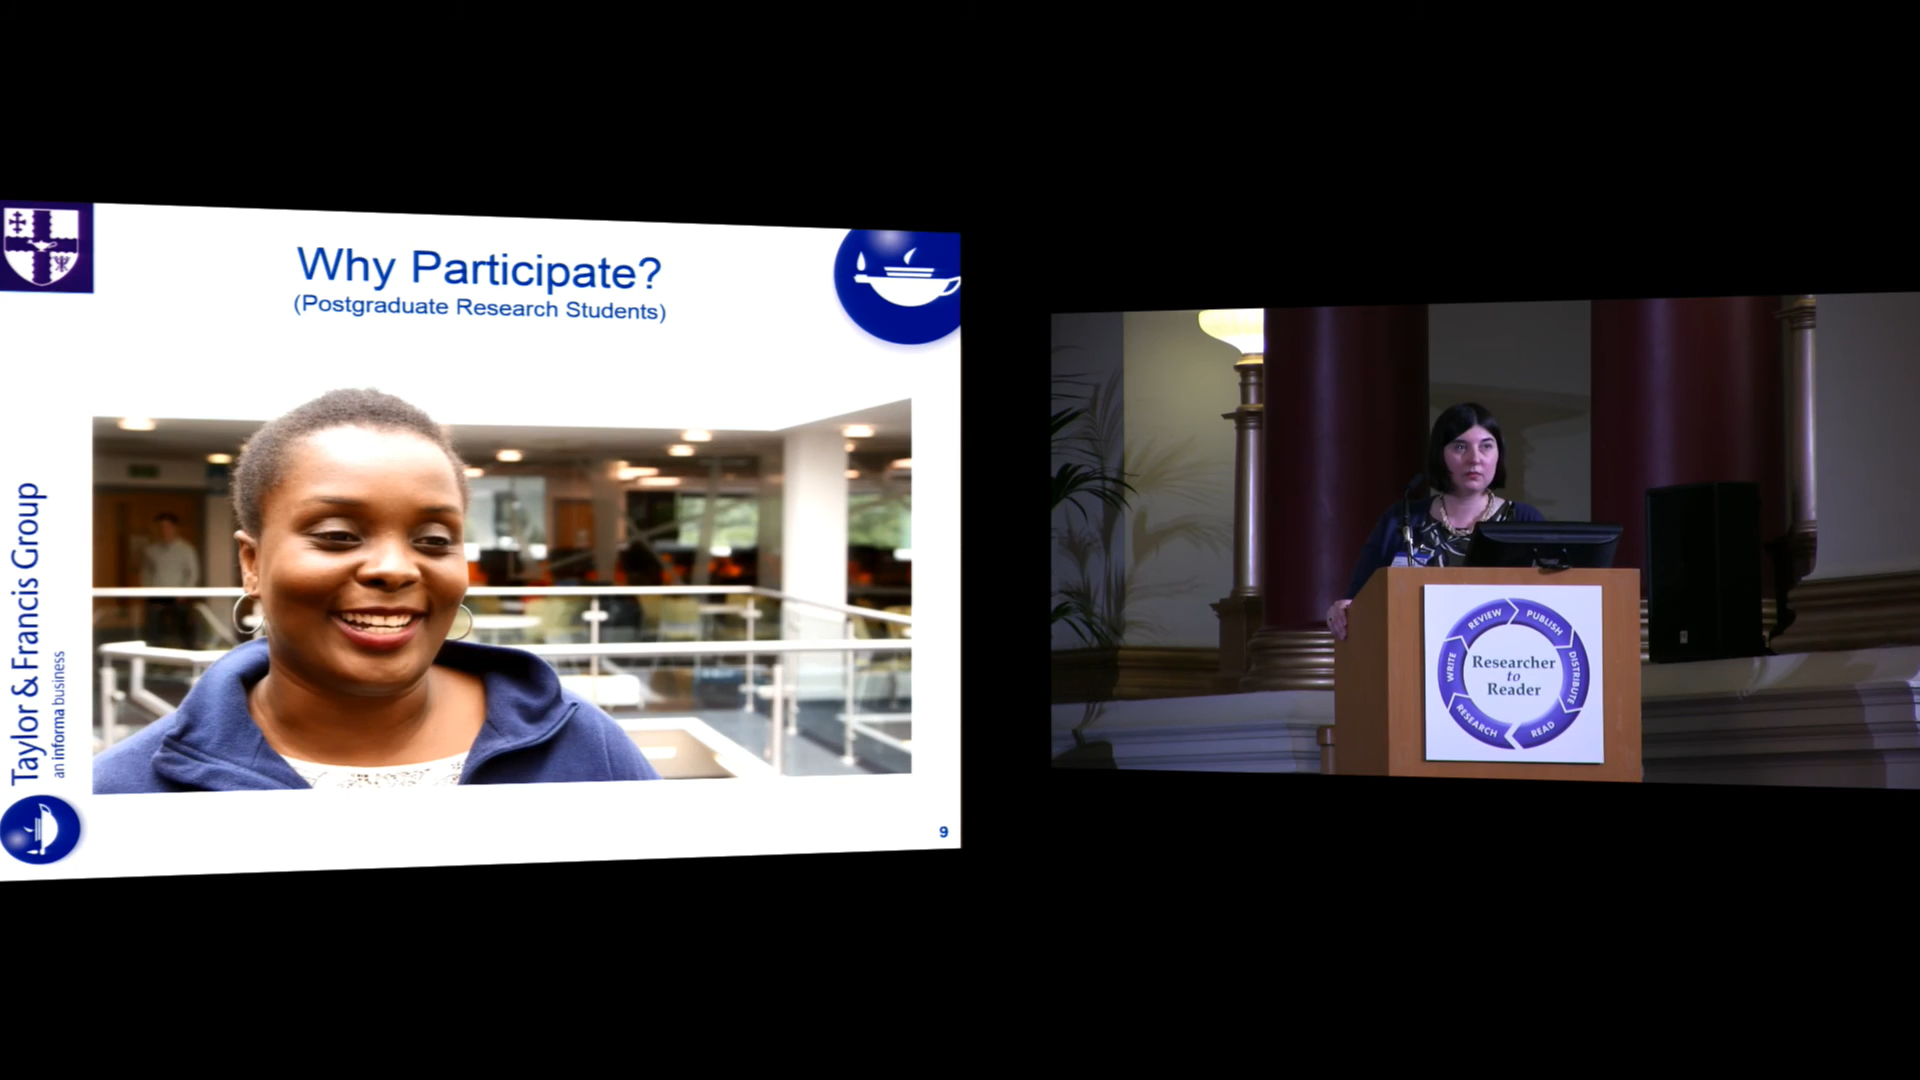 Why Participate?
(Postgraduate Research Students)
Taylor & Francis Group
an informa business
9
REVIEW
PUBLISH
DISTRIBUTE
READ
RESEARCH
WRITE
Researcher
to
Reader